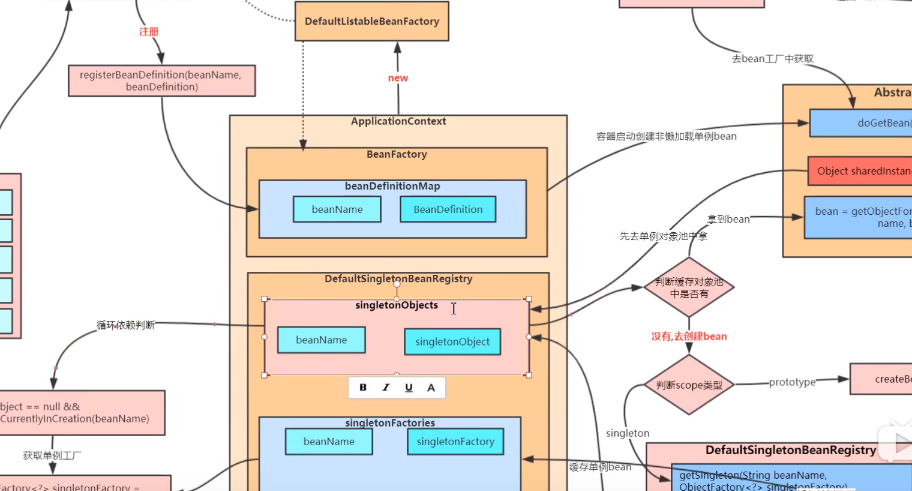 DefaultListableBeanFactory
注册
去bean工厂中获取
registerBeanDefinition(beanName,
beanDefinition)
new
Abstra
ApplicationContext
doGetBean(
容器启动创建非懒加载单例bean
BeanFactory
Object sharedInstan
beanDefinitionMap
beanName
BeanDefinition
bean = getObjectFor
name, b
拿到bean
先去单例对象池中拿
DefaultSingletonBeanRegistry
判断缓存对象池
中是否有
singletonObjects
循环依赖判断
beanName
singletonObject
没有,去创建bean
B I U A
判断scope类型
prototype
createBe
bject == null &&
CurrentlyInCreation(beanName)
singletonFactories
beanName
singletonFactory
singleton
获取单例工厂
缓存单例bean
DefaultSingletonBeanRegistry
getSingleton(String beanName,
ObjectFactory<?> singletonFactory)
Factory<?> singletonFactory =